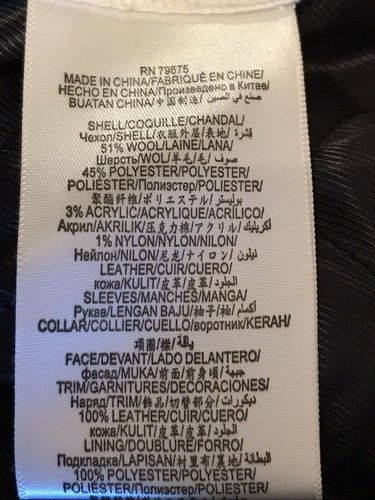 RN 79675
MADE IN CHINA/FABRIQUÉ EN CHINE/
HECHO EN CHINA/Произведено в Китае/
BUATAN CHINA/中国制造/ صنع في الصين
SHELL/COQUILLE/CHANDAL/
Чехол/SHELL/衣服外层/表地/ قشرة
51% WOOL/LAINE/LANA/
Шерсть/WOL/羊毛/毛/ صوف
45% POLYESTER/POLYESTER/
POLIÉSTER/Полиэстер/POLIESTER/
聚酯纤维/ポリエステル/ بوليستر
3% ACRYLIC/ACRYLIQUE/ACRÍLICO/
Акрил/AKRILIK/压克力棉/アクリル/ أكريليك
1% NYLON/NYLON/NILON/
Нейлон/NILON/尼龙/ナイロン/ نيلون
LEATHER/CUIR/CUERO/
кожа/KULIT/皮革/皮革/ الجلود
SLEEVES/MANCHES/MANGA/
Рукав/LENGAN BAJU/袖子/袖/ أكمام
COLLAR/COLLIER/CUELLO/воротник/KERAH/
项圈/襟/ ياقة
FACE/DEVANT/LADO DELANTERO/
фасад/MUKA/前面/前身頃/ جبهة
TRIM/GARNITURES/DECORACIONES/
Наряд/TRIM/饰品/切替部分/ ديكورات
100% LEATHER/CUIR/CUERO/
кожа/KULIT/皮革/皮革/ الجلود
LINING/DOUBLURE/FORRO/
Подкладка/LAPISAN/衬里布/裏地/ البطانة
100% POLYESTER/POLYESTER/
POLIÉSTER/Полиэстер/POLIESTER/